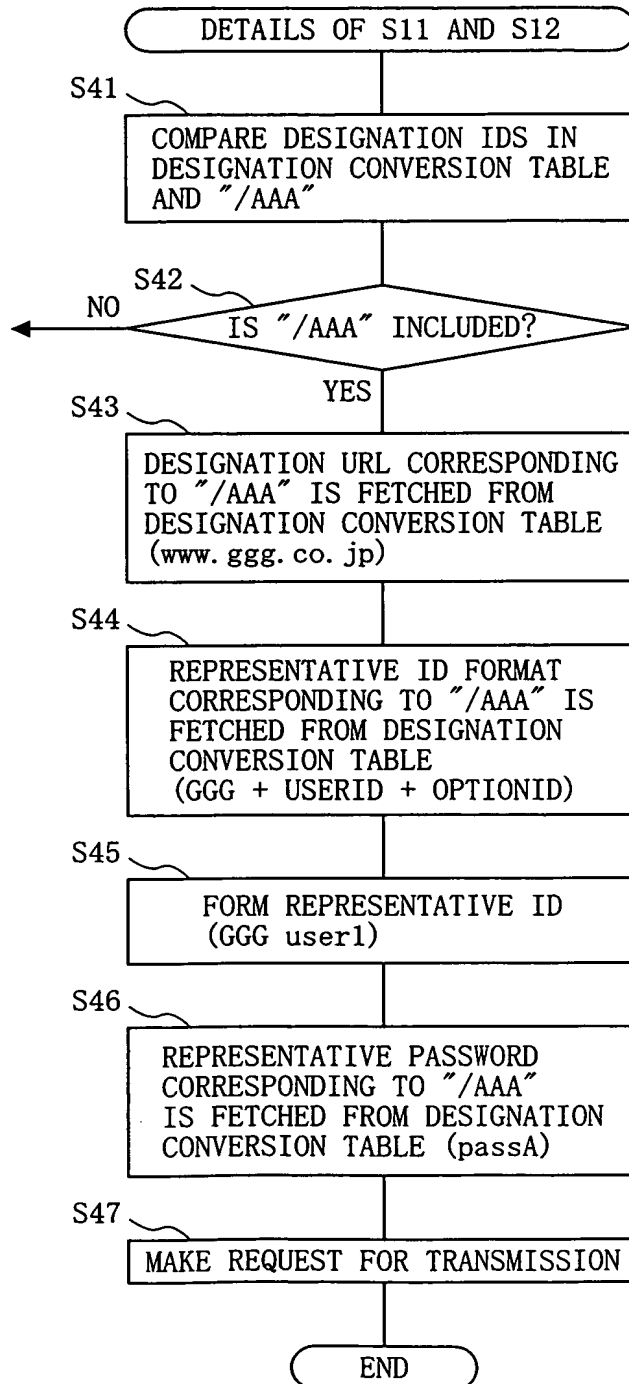 DETAILS OF S11 AND S12
S41
COMPARE DESIGNATION IDS IN
DESIGNATION CONVERSION TABLE
AND "/AAA"
S42
NO
IS "/AAA" INCLUDED?
YES
S43
DESIGNATION URL CORRESPONDING
TO "/AAA" IS FETCHED FROM
DESIGNATION CONVERSION TABLE
(www.ggg.co.jp)
S44
REPRESENTATIVE ID FORMAT
CORRESPONDING TO "/AAA" IS
FETCHED FROM DESIGNATION
CONVERSION TABLE
(GGG + USERID + OPTIONID)
S45
FORM REPRESENTATIVE ID
(GGG user1)
S46
REPRESENTATIVE PASSWORD
CORRESPONDING TO "/AAA"
IS FETCHED FROM DESIGNATION
CONVERSION TABLE (passA)
S47
MAKE REQUEST FOR TRANSMISSION
END